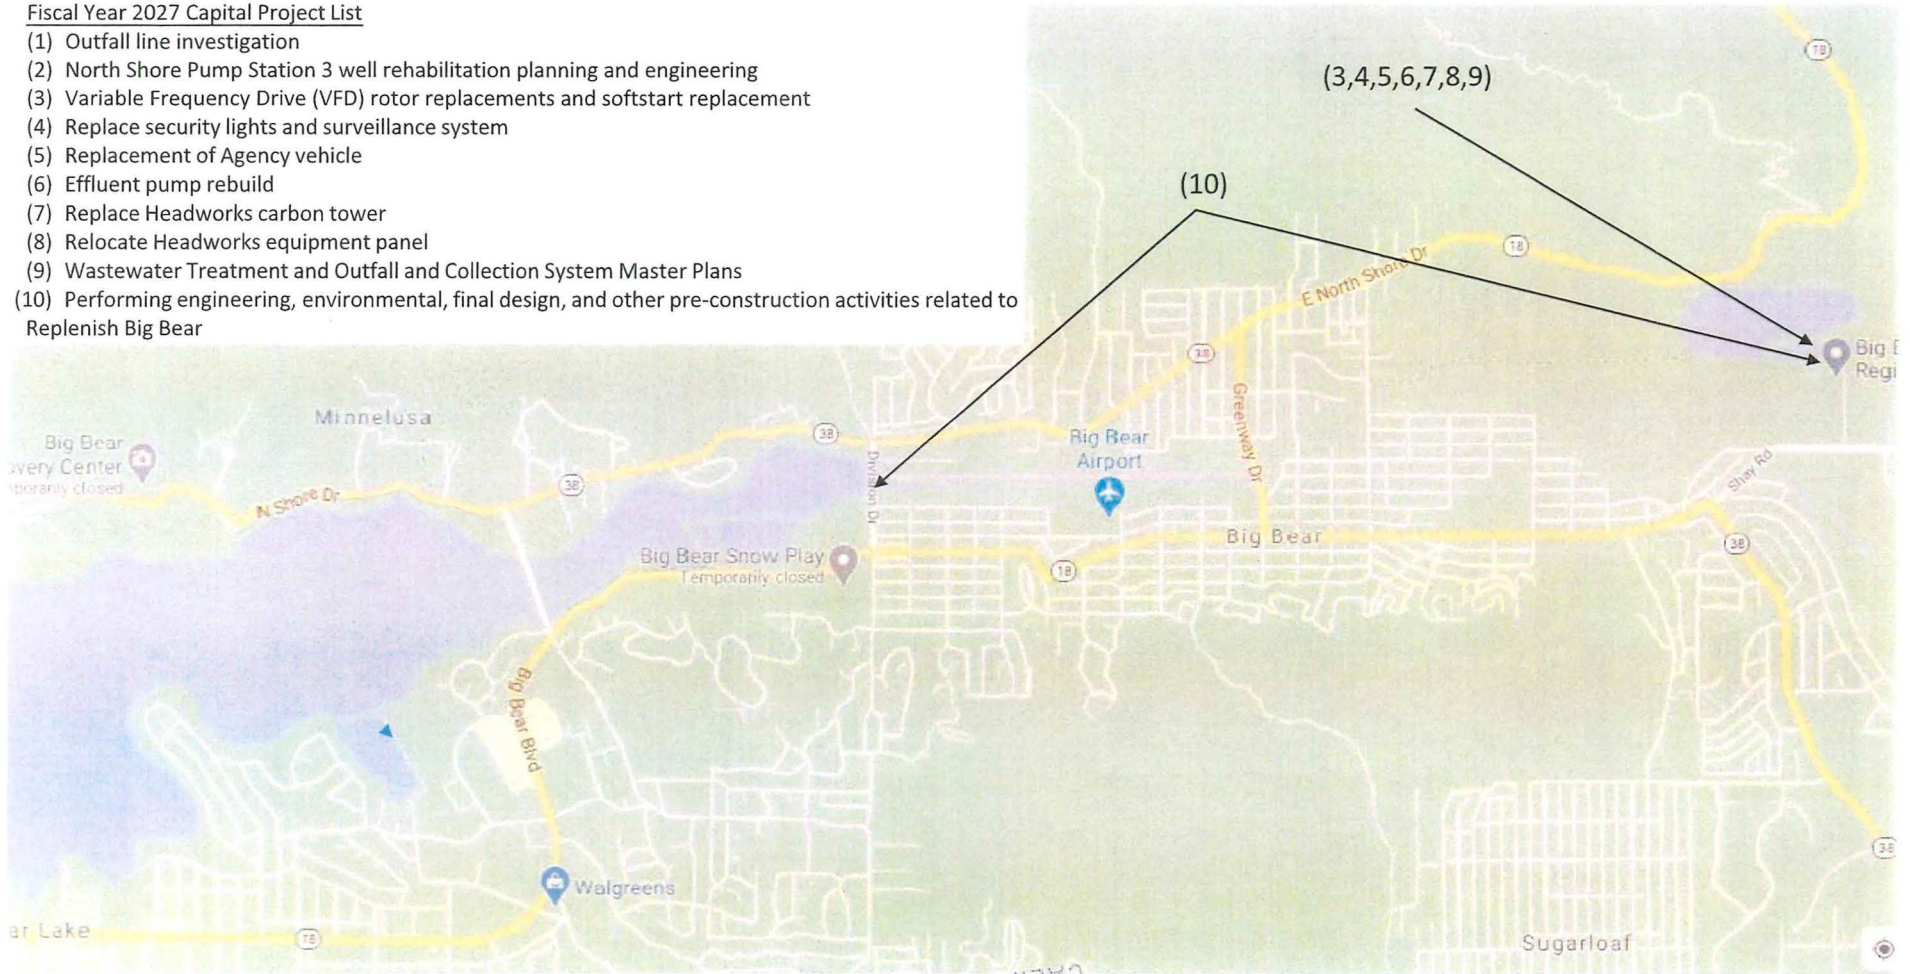 Fiscal Year 2027 Capital Project List
(1) Outfall line investigation
(2) North Shore Pump Station 3 well rehabilitation planning and engineering
(3) Variable Frequency Drive (VFD) rotor replacements and softstart replacement
(4) Replace security lights and surveillance system
(5) Replacement of Agency vehicle
(6) Effluent pump rebuild
(7) Replace Headworks carbon tower
(8) Relocate Headworks equipment panel
(9) Wastewater Treatment and Outfall and Collection System Master Plans
(10) Performing engineering, environmental, final design, and other pre-construction activities related to
Replenish Big Bear
18
(3,4,5,6,7,8,9)
(10)
18
E North Shore Dr
38
Big B
Regi
Minnelusa
38
Big Bear
overy Center
mporarily closed
38
N Shore Dr
Division Dr
Big Bear
Airport
Greenway Dr
Shay Rd
Big Bear
38
Big Bear Snow Play
Temporarily closed
18
Big Bear Blvd
Walgreens
38
ar Lake
18
Sugarloaf